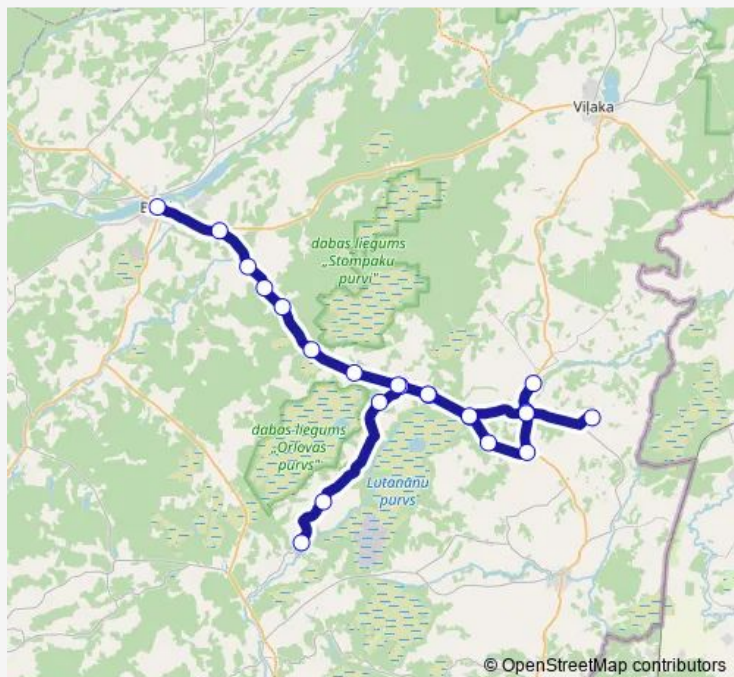 Viļaka
dabas liegums
„Stompaku
purvi"
dabas liegums
„Orlovas
purvs"
Lutanānu
purvs
© OpenStreetMap contributors